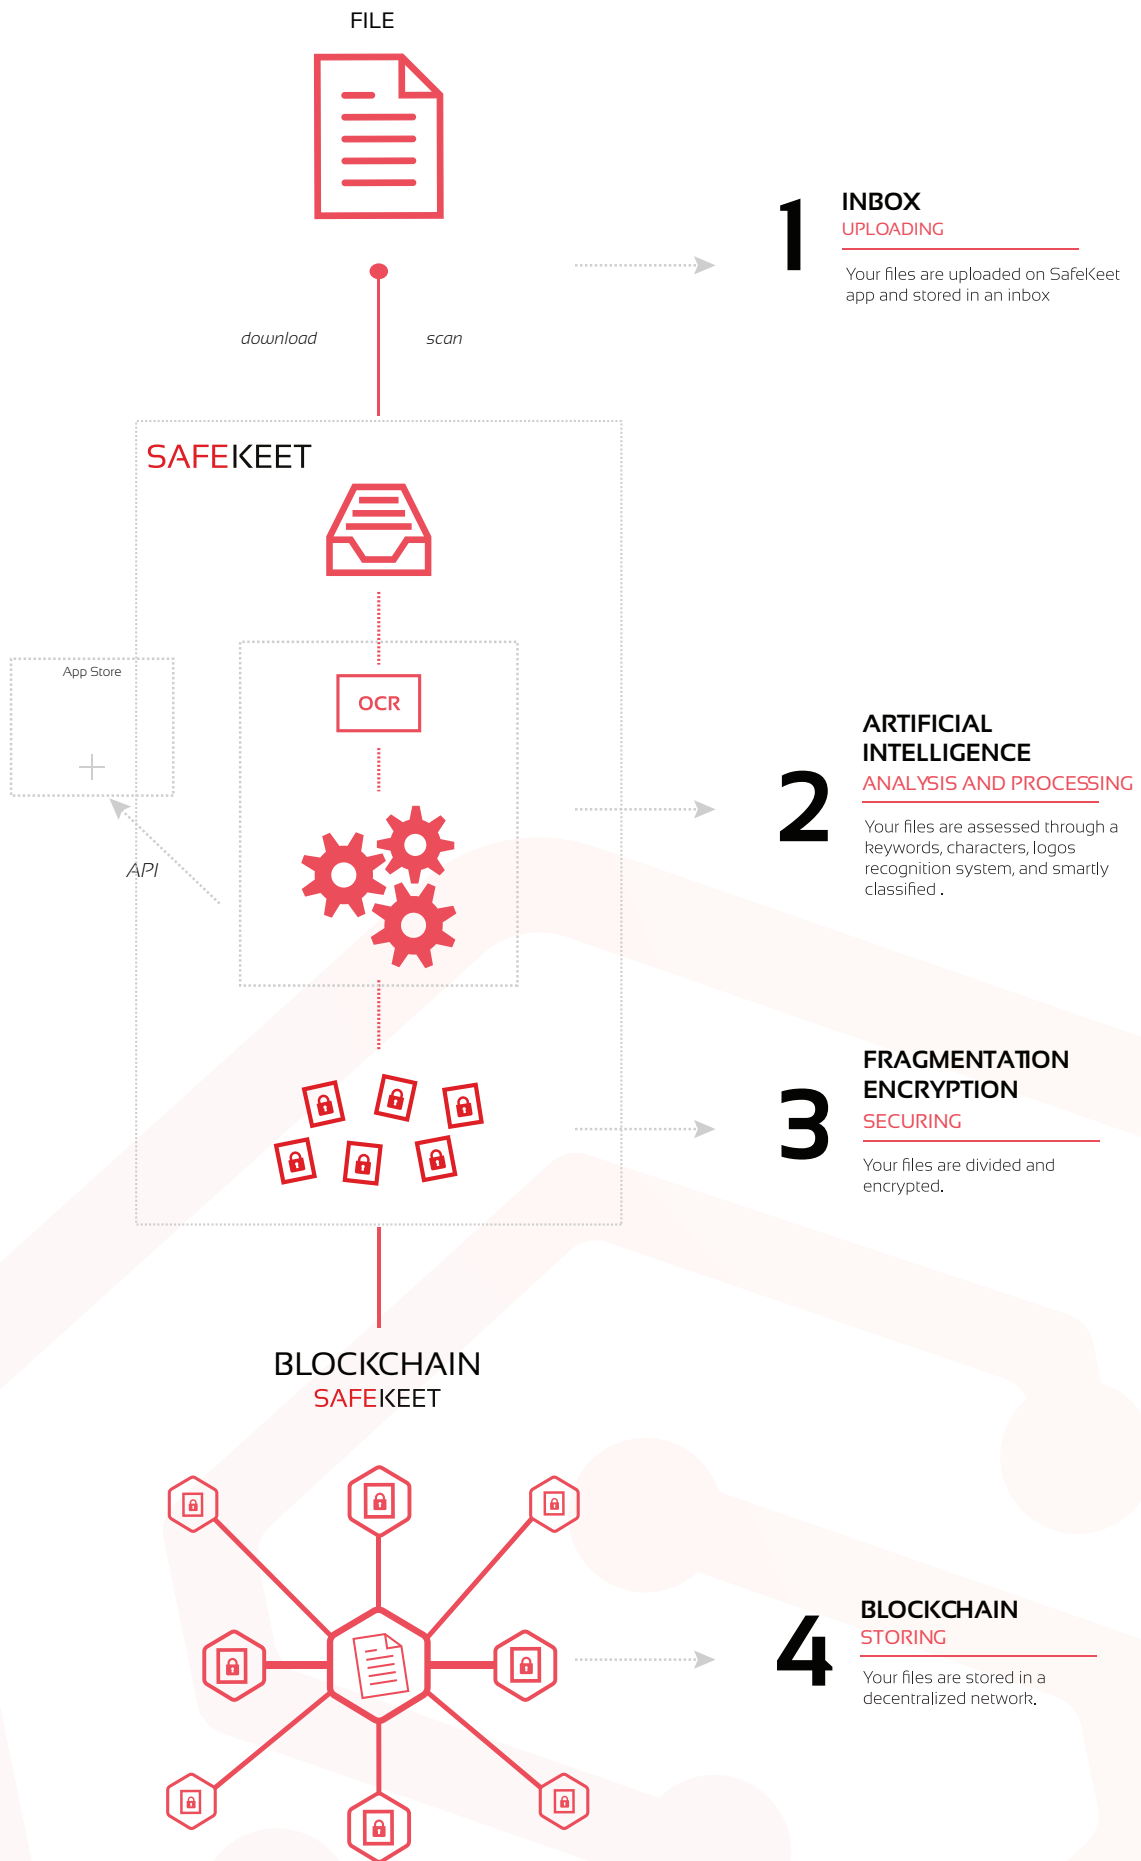 FILE
1
INBOX
UPLOADING
Your files are uploaded on SafeKeet
app and stored in an inbox
download
scan
SAFEKEET
App Store
OCR
API
2
ARTIFICIAL
INTELLIGENCE
ANALYSIS AND PROCESSING
Your files are assessed through a
keywords, characters, logos
recognition system, and smartly
classified .
3
FRAGMENTATION
ENCRYPTION
SECURING
Your files are divided and
encrypted.
BLOCKCHAIN
SAFEKEET
4
BLOCKCHAIN
STORING
Your files are stored in a
decentralized network.